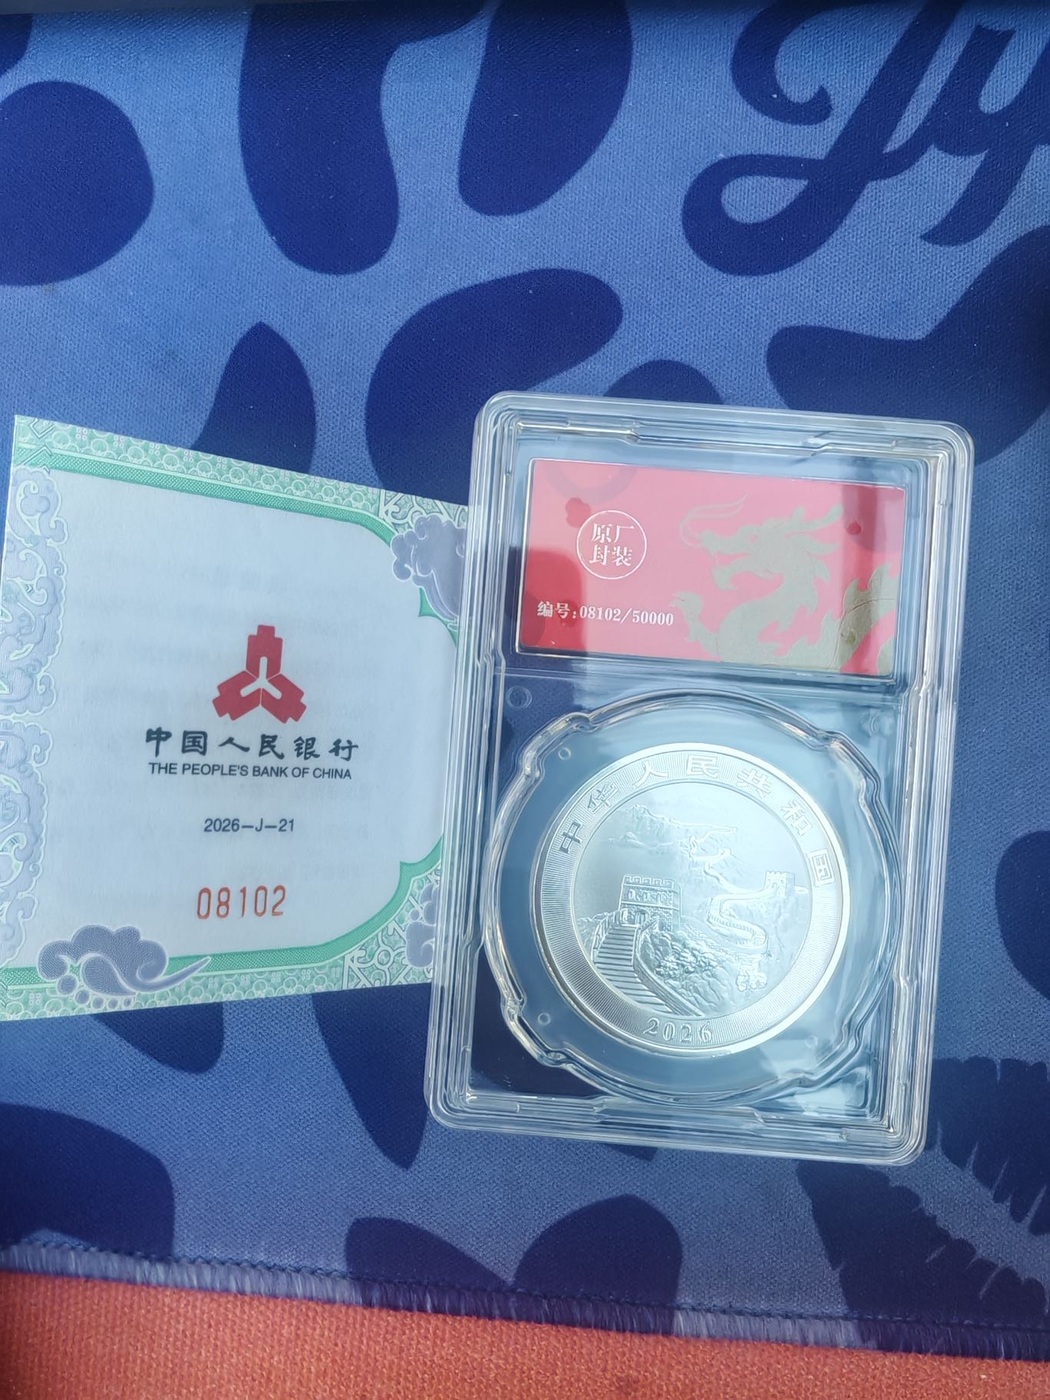 Jy
中国人民银行
THE PEOPLE'S BANK OF CHINA
2026—J—21
08102
原厂
封装
编号:08102/50000
中华人民共和国
2026